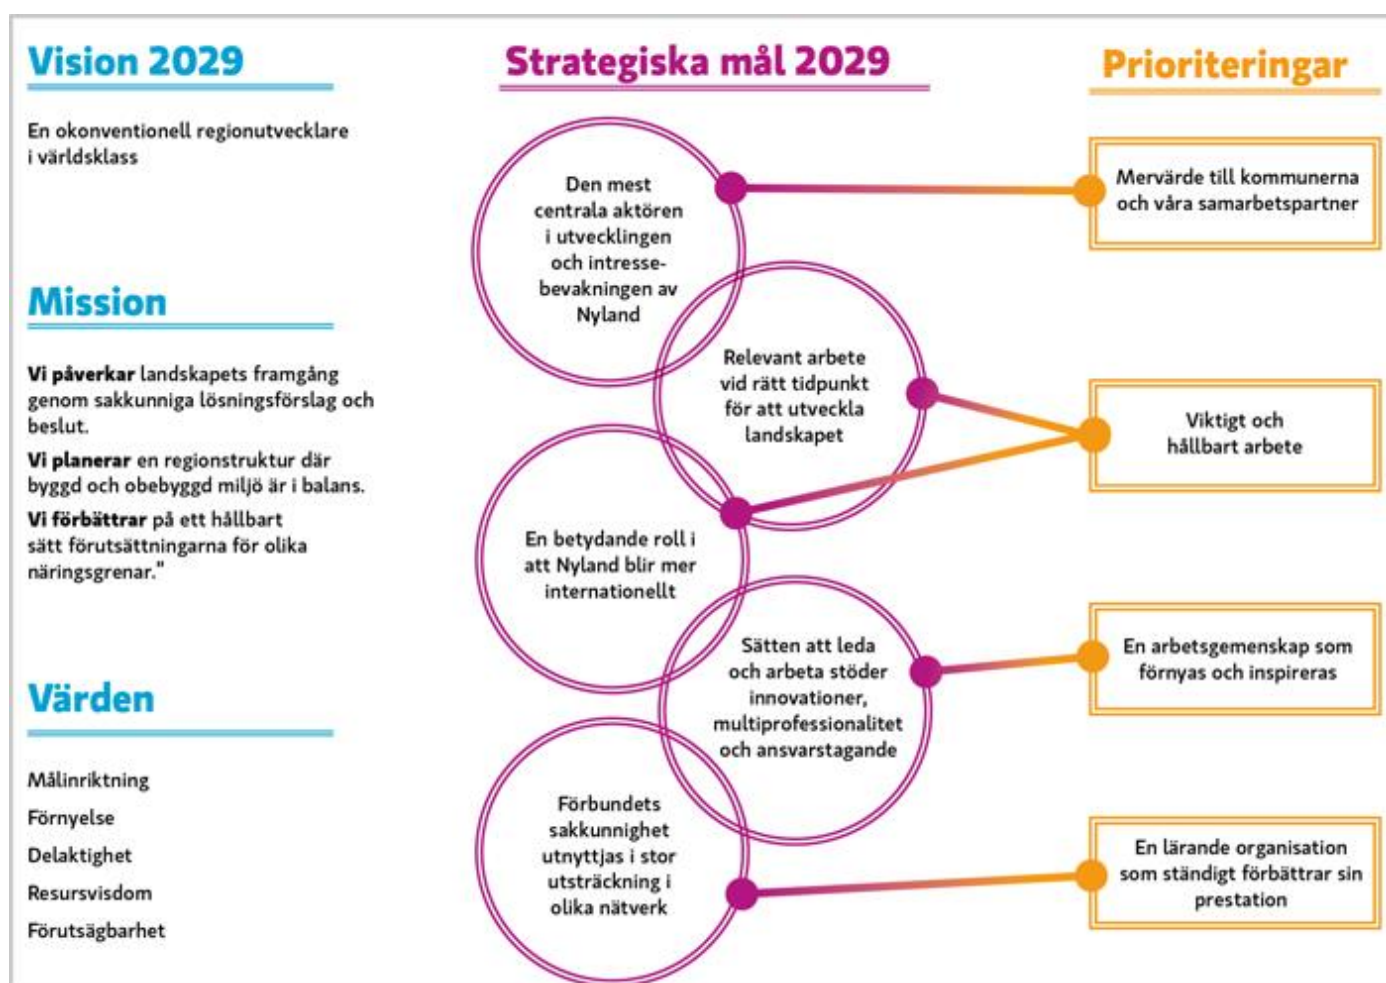 Vision 2029
En okonventionell regionutvecklare
i världsklass
Mission
Vi påverkar landskapets framgång
genom sakkunniga lösningsförslag och
beslut.
Vi planerar en regionstruktur där
byggd och obebyggd miljö är i balans.
Vi förbättrar på ett hållbart
sätt förutsättningarna för olika
näringsgrenar."
Värden
Målinriktning
Förnyelse
Delaktighet
Resursvisdom
Förutsägbarhet
Strategiska mål 2029
Den mest
centrala aktören
i utvecklingen
och intresse-
bevakningen av
Nyland
Relevant arbete
vid rätt tidpunkt
för att utveckla
landskapet
En betydande roll i
att Nyland blir mer
internationellt
Sätten att leda
och arbeta stöder
innovationer,
multiprofessionalitet
och ansvarstagande
Förbundets
sakkunnighet
utnyttjas i stor
utsträckning i
olika nätverk
Prioriteringar
Mervärde till kommunerna
och våra samarbetspartner
Viktigt och
hållbart arbete
En arbetsgemenskap som
förnyas och inspireras
En lärande organisation
som ständigt förbättrar sin
prestation